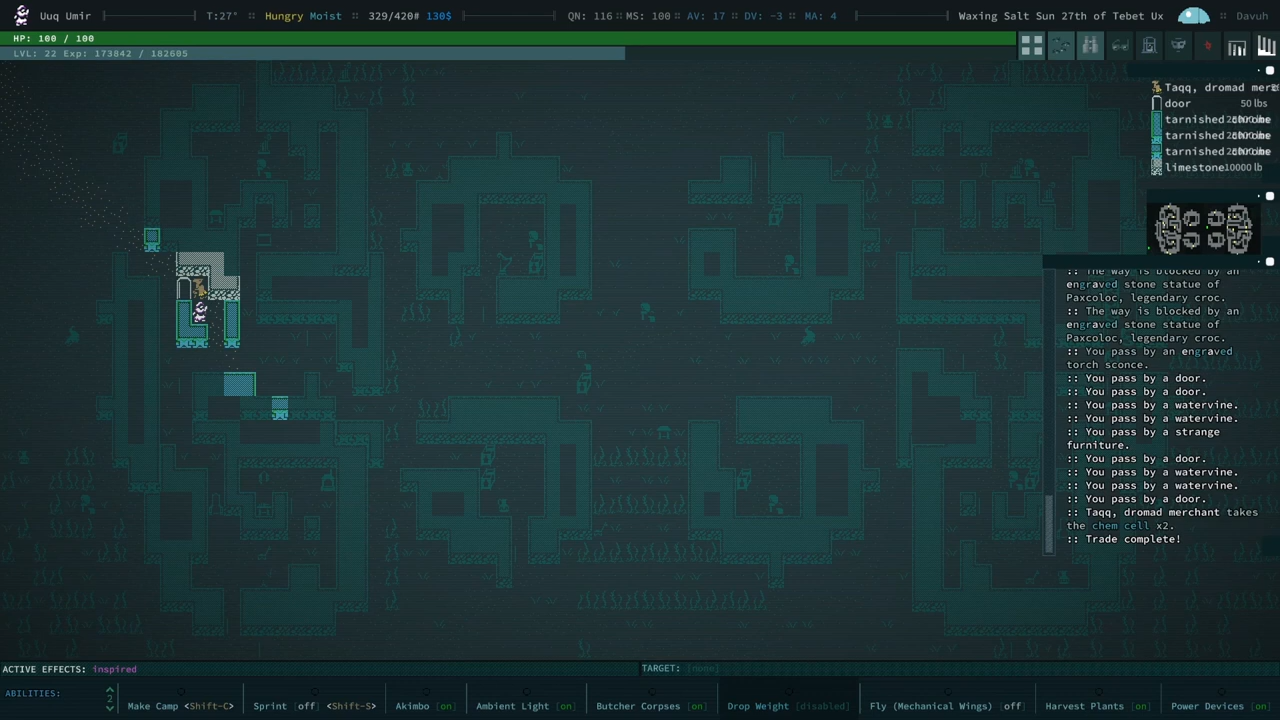 Uuq Umir T:27° :: Hungry Moist :: 329/420# 130$ QN: 116 :: MS: 100 :: AV: 17 :: DV: -3 :: MA: 4 Waxing Salt Sun 27th of Tebet Ux :: Davuh
HP: 100 / 100
LVL: 22 Exp: 173842 / 182605
Taqq, dromad
door 50 lbs
tarnished
tarnished
tarnished
limestone 10000 lb
:: The way is blocked by an
engraved stone statue of
Paxcoloc, legendary croc.
:: The way is blocked by an
engraved stone statue of
Paxcoloc, legendary croc.
:: You pass by an engraved
torch sconce.
:: You pass by a door.
:: You pass by a door.
:: You pass by a watervine.
:: You pass by a watervine.
:: You pass by a strange
furniture.
:: You pass by a door.
:: You pass by a watervine.
:: You pass by a watervine.
:: You pass by a door.
:: Taqq, dromad merchant takes
the chem cell x2.
:: Trade complete!
ACTIVE EFFECTS: inspired TARGET: [none]
ABILITIES: 2 Make Camp <Shift-C> Sprint [off] <Shift-S> Akimbo [on] Ambient Light [on] Butcher Corpses [on] Drop Weight [disabled] Fly (Mechanical Wings) [off] Harvest Plants [on] Power Devices [on]